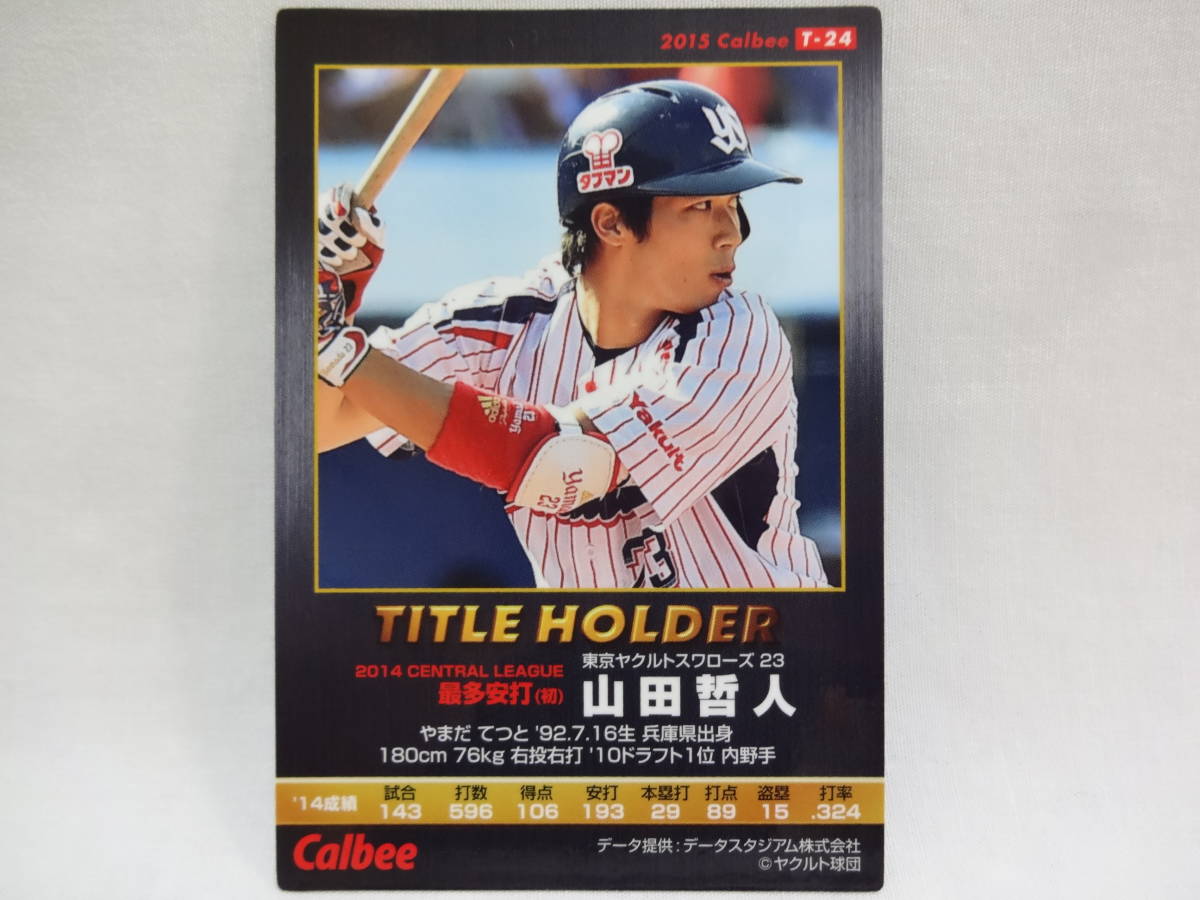 2015 Calbee T-24
YS
タフマン
Yamada 23
adidas
Yakult
23
23
TITLE HOLDER
2014 CENTRAL LEAGUE
最多安打(初)
東京ヤクルトスワローズ 23
山田哲人
やまだ てつと '92.7.16生 兵庫県出身
180cm 76kg 右投右打 '10ドラフト1位 内野手
'14成績 試合 打数 得点 安打 本塁打 打点 盗塁 打率
143 596 106 193 29 89 15 .324
Calbee
データ提供:データスタジアム株式会社
©ヤクルト球団